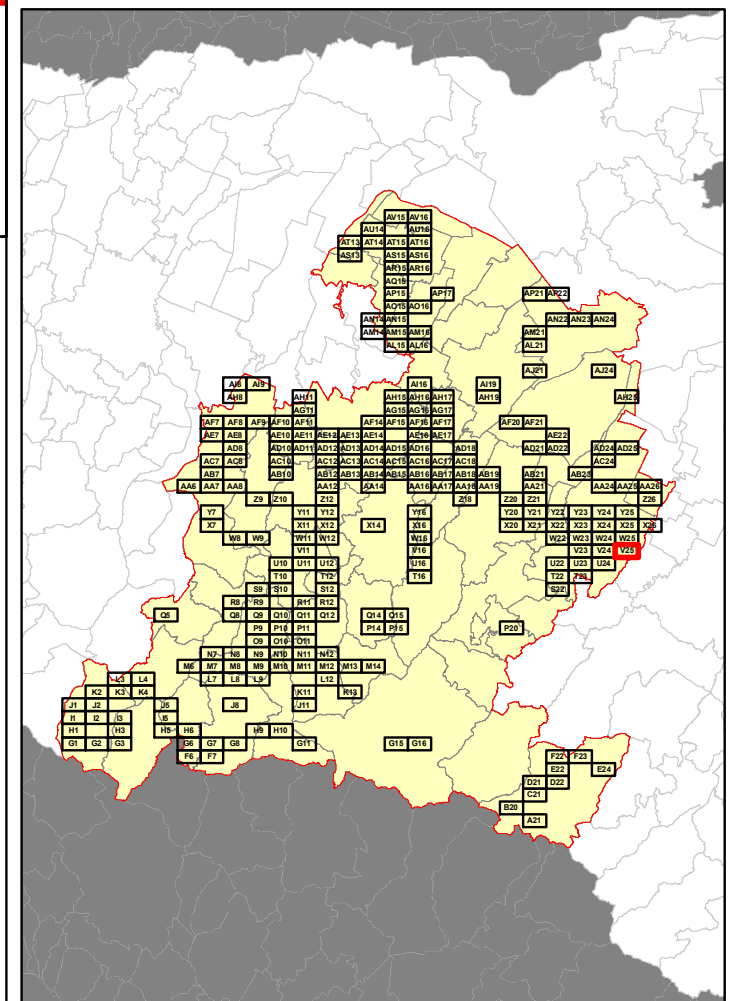 AV15 AV16
AU14 AU16
AT13 AT14 AT15 AT16
AS13 AS15 AS16
AR15 AR16
AQ15
AP15 AP17 AP21 AP22
AO15 AO16
AN14 AN15 AN22 AN23 AN24
AM14 AM15 AM16 AM21
AL15 AL16 AL21
AJ21 AJ24
AI8 AI9 AI16 AI19
AH8 AH11 AH15 AH16 AH17 AH19 AH25
AG11 AG15 AG16 AG17
AF7 AF8 AF9 AF10 AF11 AF14 AF15 AF16 AF17 AF20 AF21
AE7 AE8 AE10 AE11 AE12 AE13 AE14 AE16 AE17 AE22
AD8 AD10 AD11 AD12 AD13 AD14 AD15 AD16 AD18 AD21 AD22 AD24 AD25
AC7 AC8 AC10 AC12 AC13 AC14 AC15 AC16 AC17 AC18 AC24
AB7 AB10 AB12 AB13 AB14 AB15 AB16 AB17 AB18 AB19 AB21 AB23
AA6 AA7 AA8 AA12 AA14 AA16 AA17 AA18 AA19 AA21 AA24 AA25 AA26
Z9 Z10 Z12 Z18 Z20 Z21 Z26
Y7 Y11 Y12 Y16 Y20 Y21 Y22 Y23 Y24 Y25
X7 X11 X12 X14 X16 X20 X21 X22 X23 X24 X25 X26
W8 W9 W11 W12 W16 W22 W23 W24 W25
V11 V16 V23 V24 V25
U10 U11 U12 U16 U22 U23 U24
T10 T12 T16 T22 T23
S9 S10 S12 S22
R8 R9 R11 R12
Q5 Q8 Q9 Q10 Q11 Q12 Q14 Q15
P9 P10 P11 P14 P15 P20
O9 O10 O11
N7 N8 N9 N10 N11 N12
M6 M7 M8 M9 M10 M11 M12 M13 M14
L3 L4 L7 L8 L9 L12
K2 K3 K4 K11 K13
J1 J2 J5 J8 J11
I1 I2 I3 I5
H1 H3 H5 H6 H9 H10
G1 G2 G3 G6 G7 G8 G11 G15 G16
F6 F7 F22 F23
E22 E24
D21 D22
C21
B20
A21